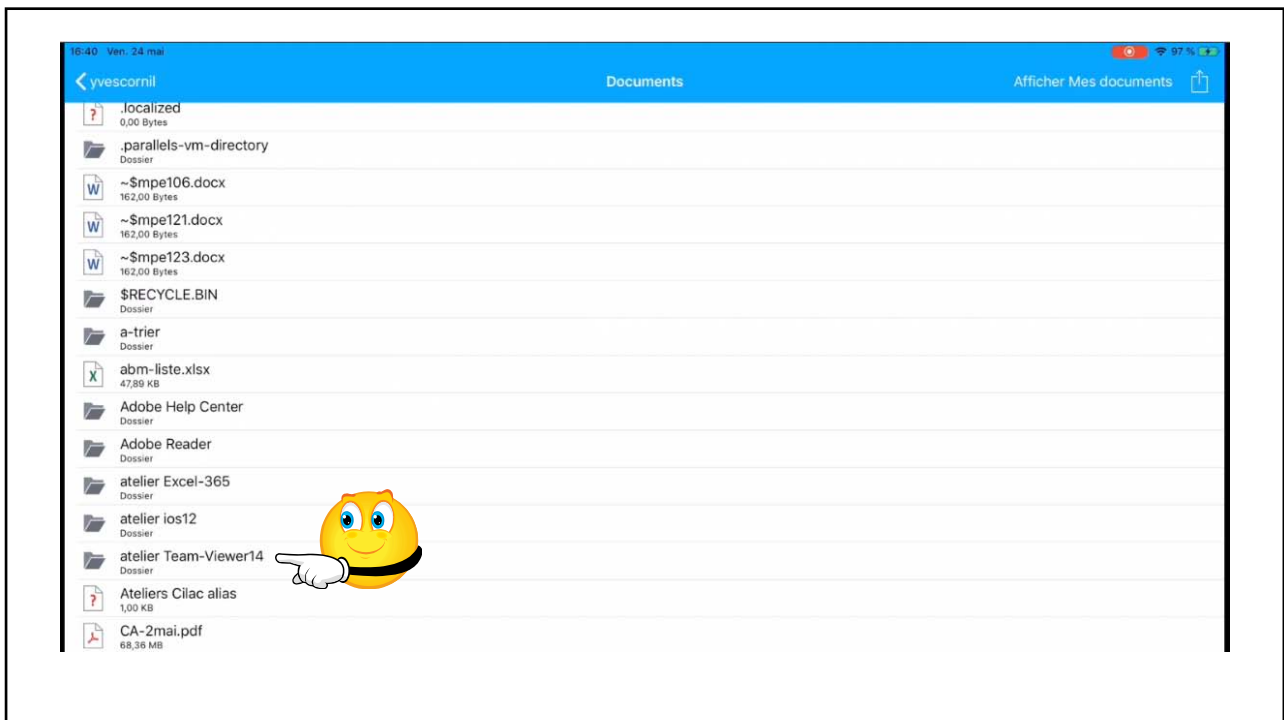 16:40 Ven. 24 mai 97 %
yvescornil Documents Afficher Mes documents
.localized
0,00 Bytes
.parallels-vm-directory
Dossier
~$mpe106.docx
162,00 Bytes
~$mpe121.docx
162,00 Bytes
~$mpe123.docx
162,00 Bytes
$RECYCLE.BIN
Dossier
a-trier
Dossier
abm-liste.xlsx
47,89 KB
Adobe Help Center
Dossier
Adobe Reader
Dossier
atelier Excel-365
Dossier
atelier ios12
Dossier
atelier Team-Viewer14
Dossier
Ateliers Cilac alias
1,00 KB
CA-2mai.pdf
68,36 MB